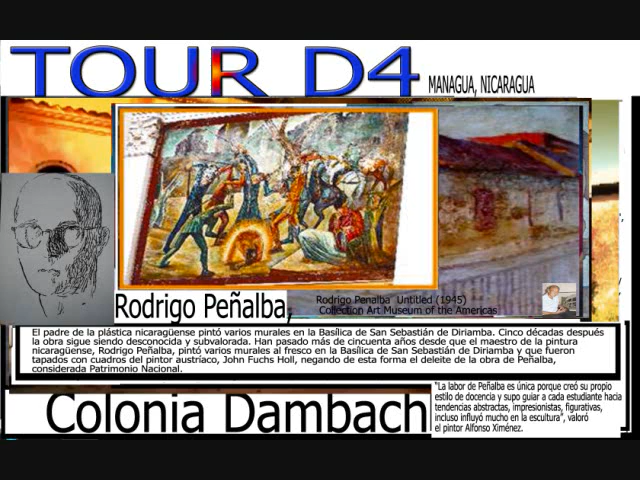 TOUR D4
MANAGUA, NICARAGUA
Rodrigo Peñalba,
Rodrigo Penalba Untitled (1945)
Collection Art Museum of the Americas
El padre de la plástica nicaragüense pintó varios murales en la Basílica de San Sebastián de Diriamba. Cinco décadas después
la obra sigue siendo desconocida y subvalorada. Han pasado más de cincuenta años desde que el maestro de la pintura
nicaragüense, Rodrigo Peñalba, pintó varios murales al fresco en la Basílica de San Sebastián de Diriamba y que fueron
tapados con cuadros del pintor austríaco, John Fuchs Holl, negando de esta forma el deleite de la obra de Peñalba,
considerada Patrimonio Nacional.
Colonia Dambach
"La labor de Peñalba es única porque creó su propio
estilo de docencia y supo guiar a cada estudiante hacia
tendencias abstractas, impresionistas, figurativas,
incluso influyó mucho en la escultura", valoró
el pintor Alfonso Ximénez.